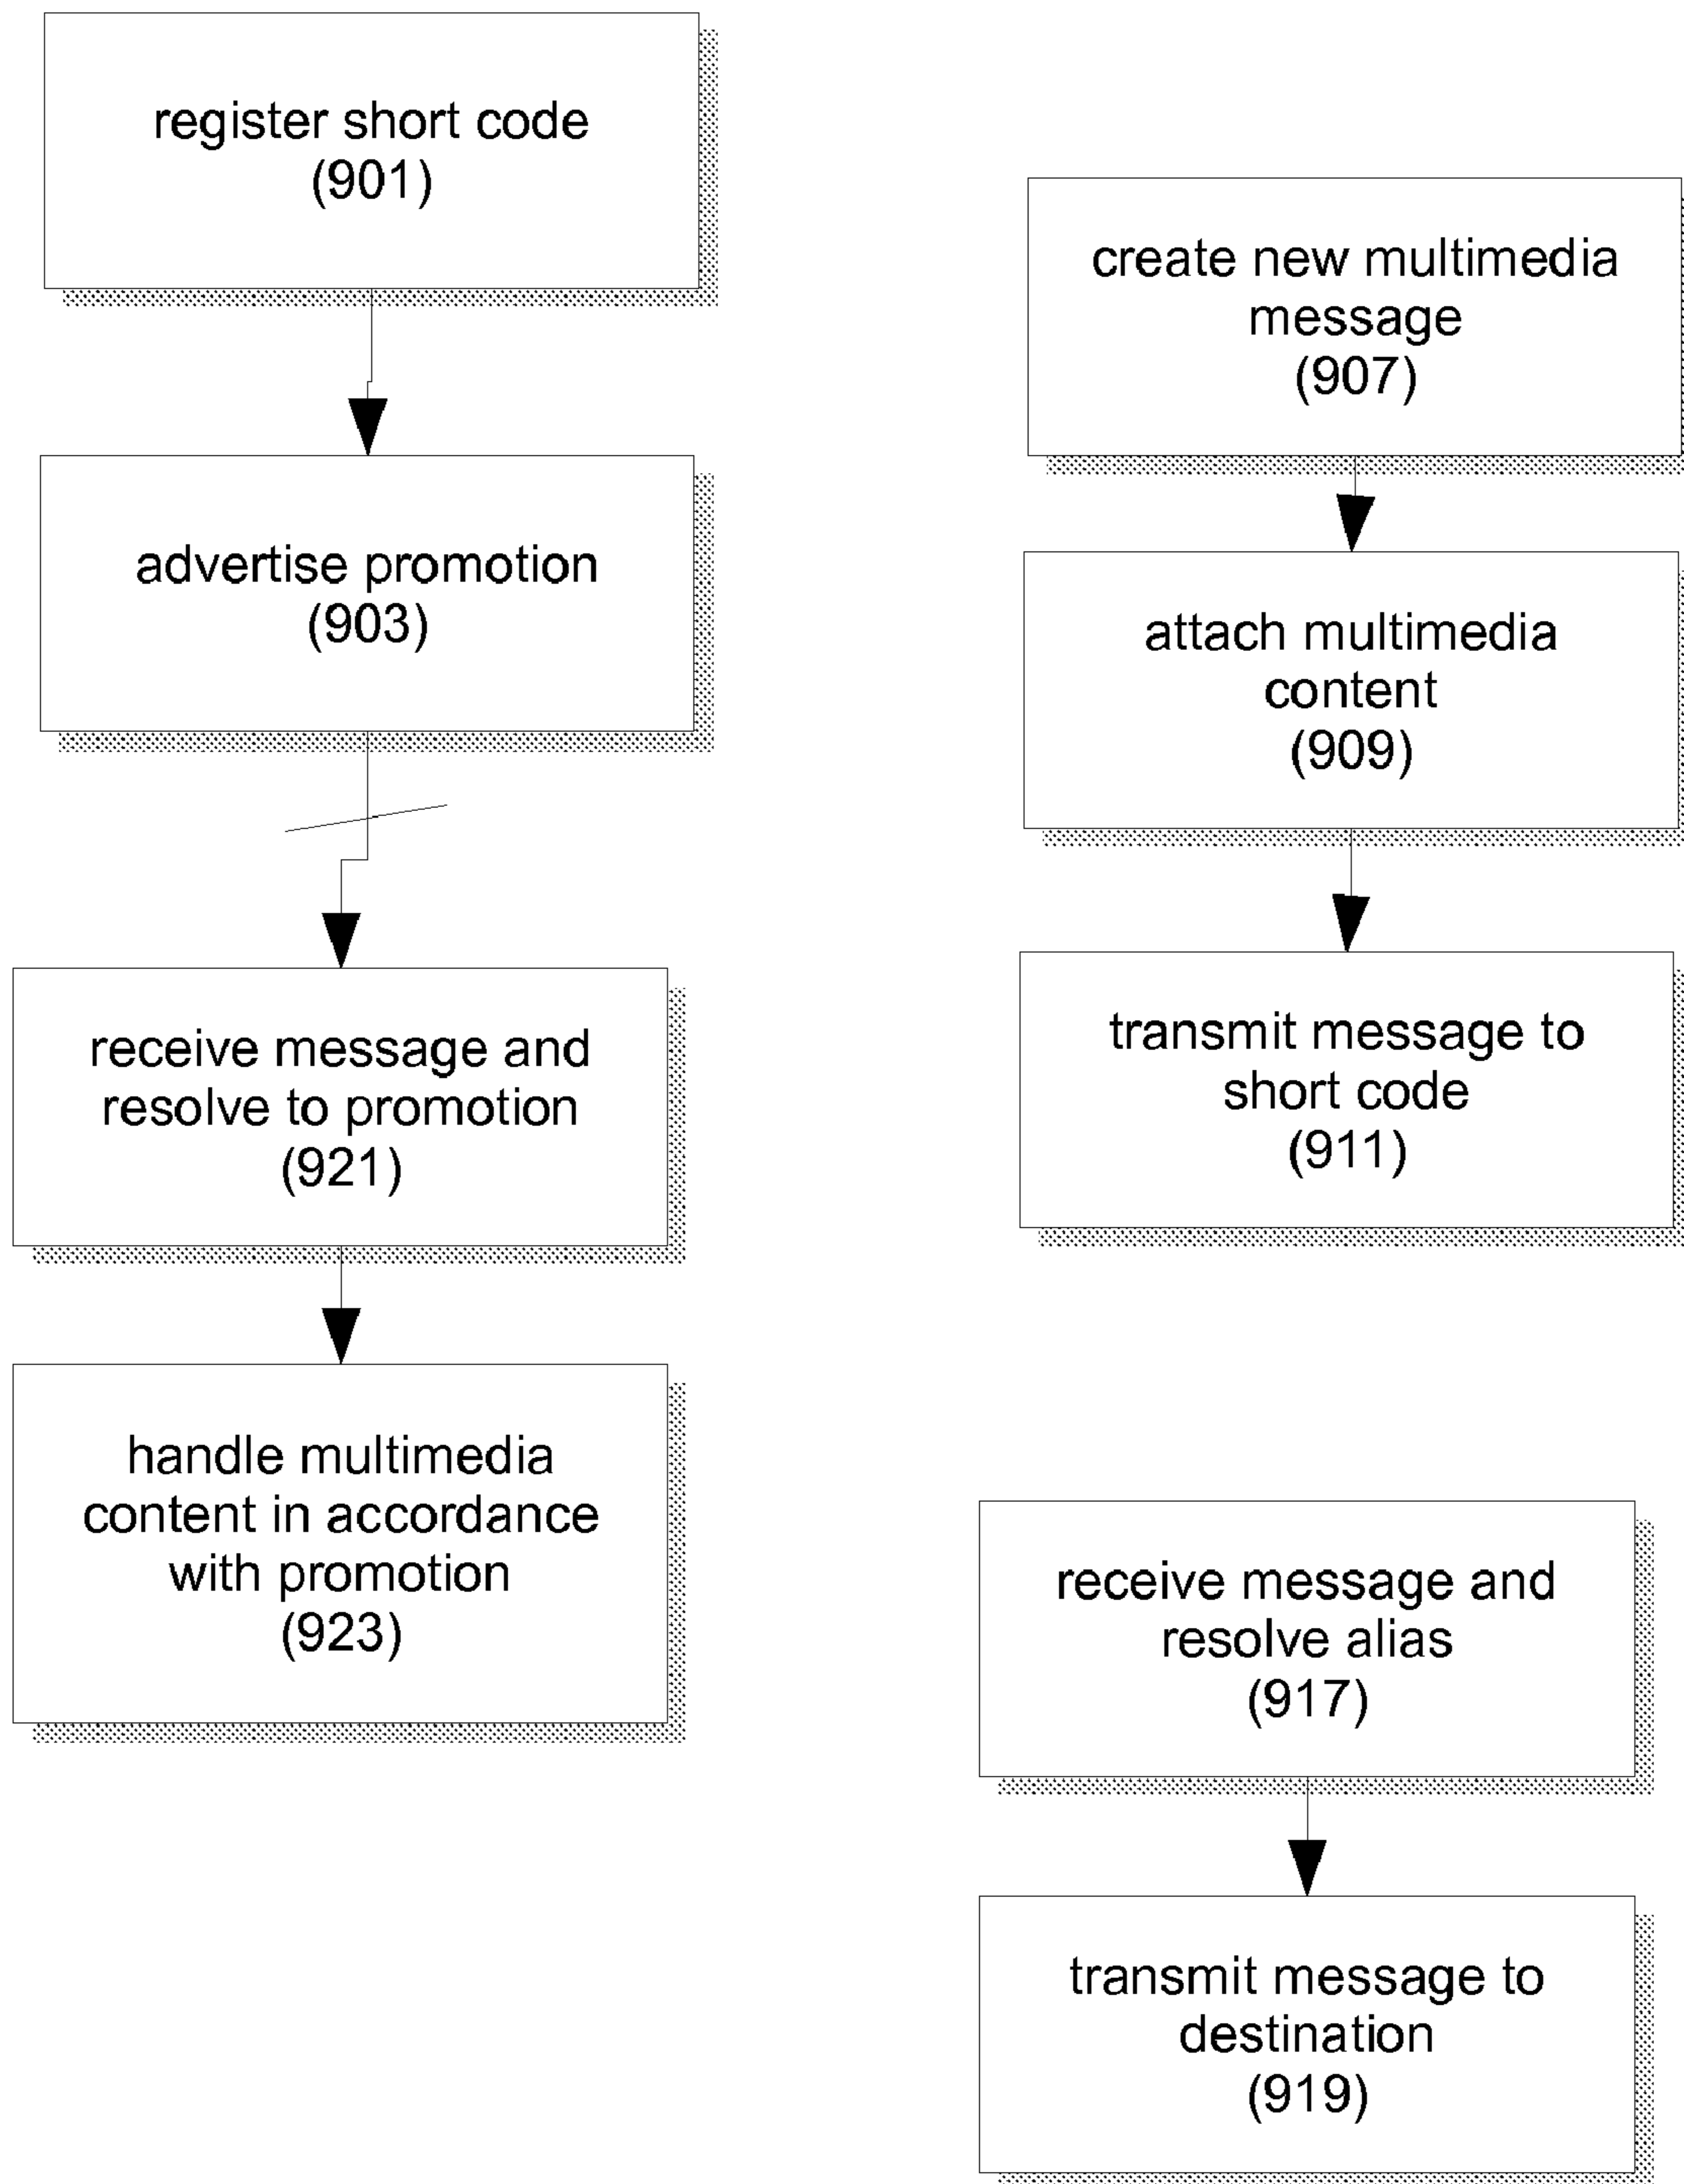 register short code
(901)
advertise promotion
(903)
receive message and
resolve to promotion
(921)
handle multimedia
content in accordance
with promotion
(923)
create new multimedia
message
(907)
attach multimedia
content
(909)
transmit message to
short code
(911)
receive message and
resolve alias
(917)
transmit message to
destination
(919)